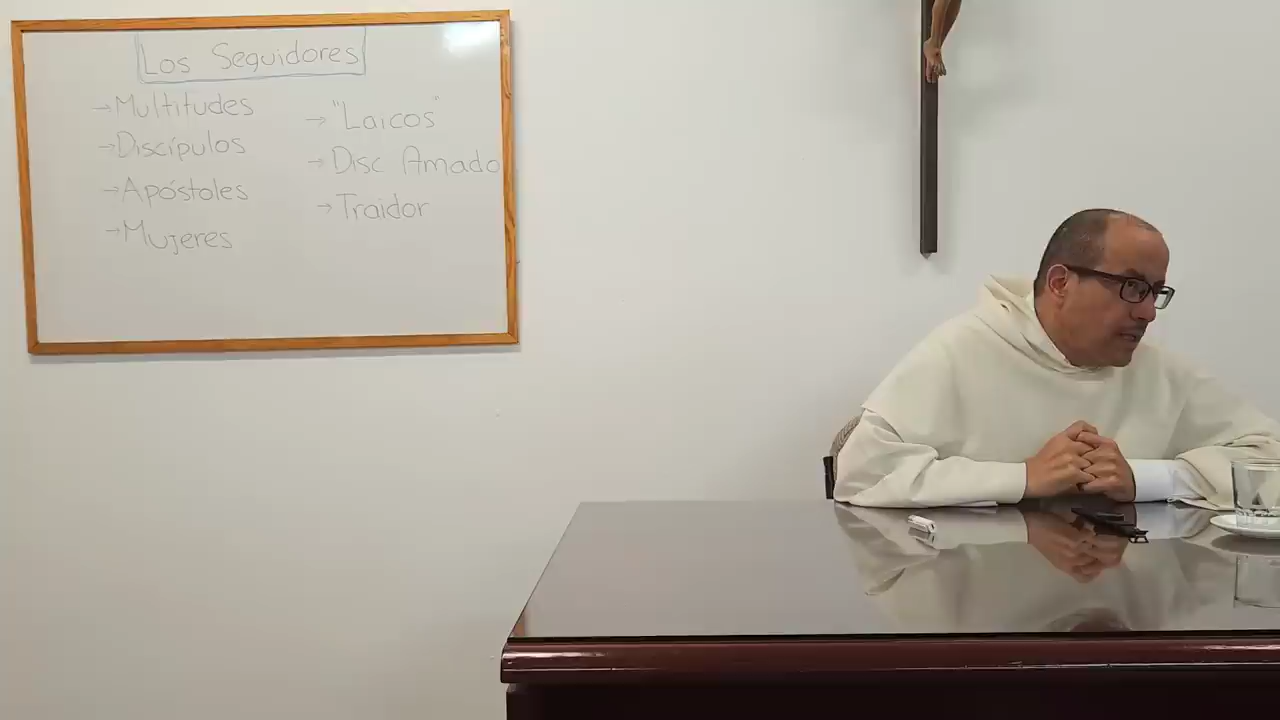 Los Seguidores
→Multitudes
→Discípulos
→Apóstoles
→Mujeres
→ "Laicos"
→ Disc Amado
→ Traidor